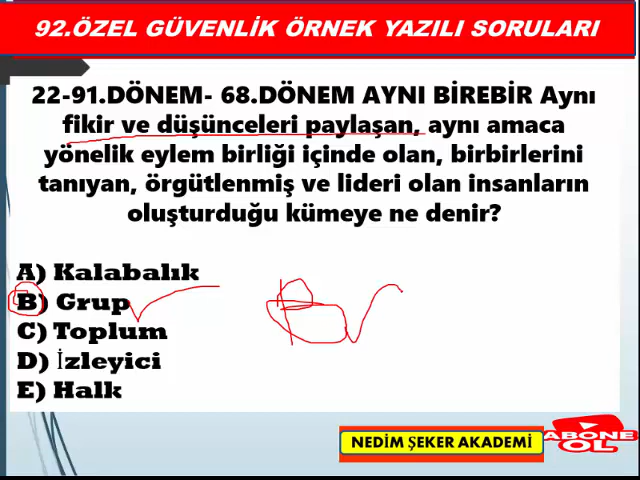 92.ÖZEL GÜVENLİK ÖRNEK YAZILI SORULARI
22-91.DÖNEM- 68.DÖNEM AYNI BİREBİR Aynı
fikir ve düşünceleri paylaşan, aynı amaca
yönelik eylem birliği içinde olan, birbirlerini
tanıyan, örgütlenmiş ve lideri olan insanların
oluşturduğu kümeye ne denir?
A) Kalabalık
B) Grup
B
C) Toplum
D) İzleyici
E) Halk
NEDİM ŞEKER AKADEMİ
ABONE
OL